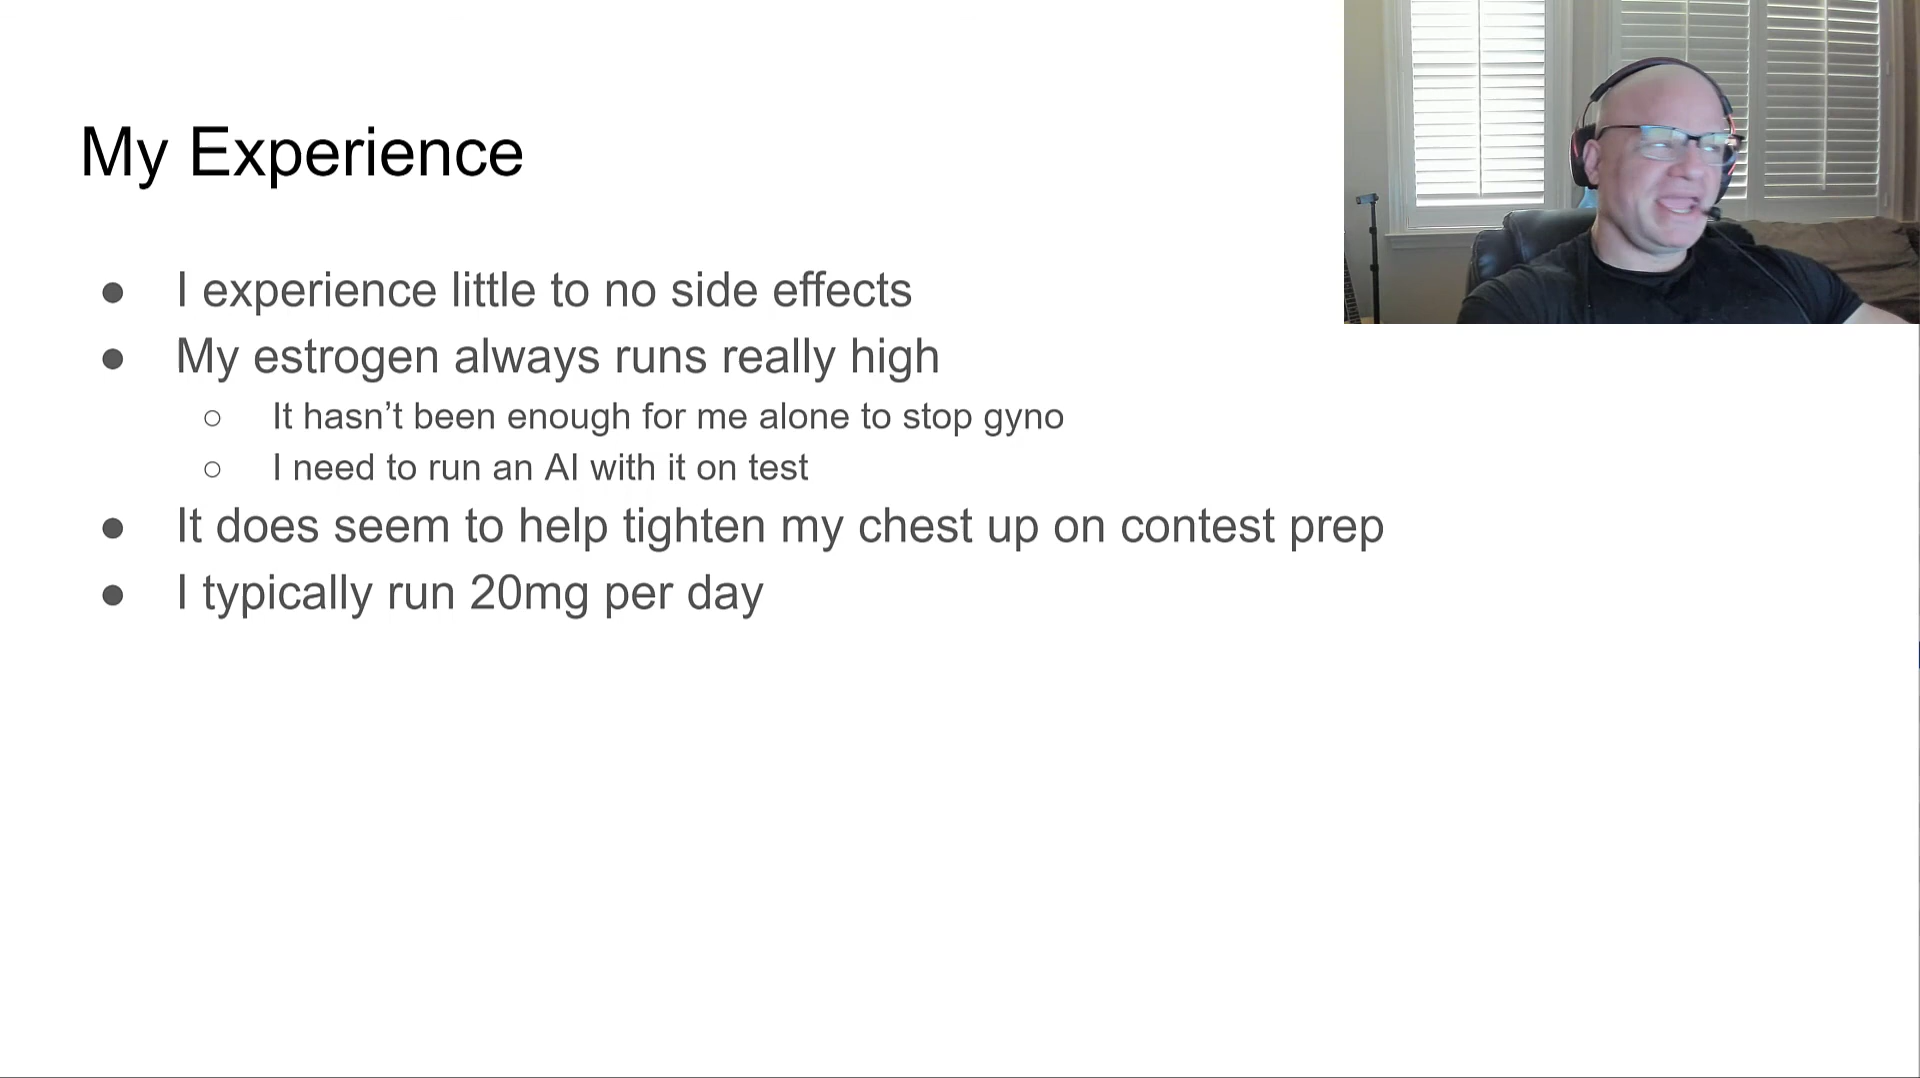 My Experience
● I experience little to no side effects
● My estrogen always runs really high
○ It hasn’t been enough for me alone to stop gyno
○ I need to run an AI with it on test
● It does seem to help tighten my chest up on contest prep
● I typically run 20mg per day